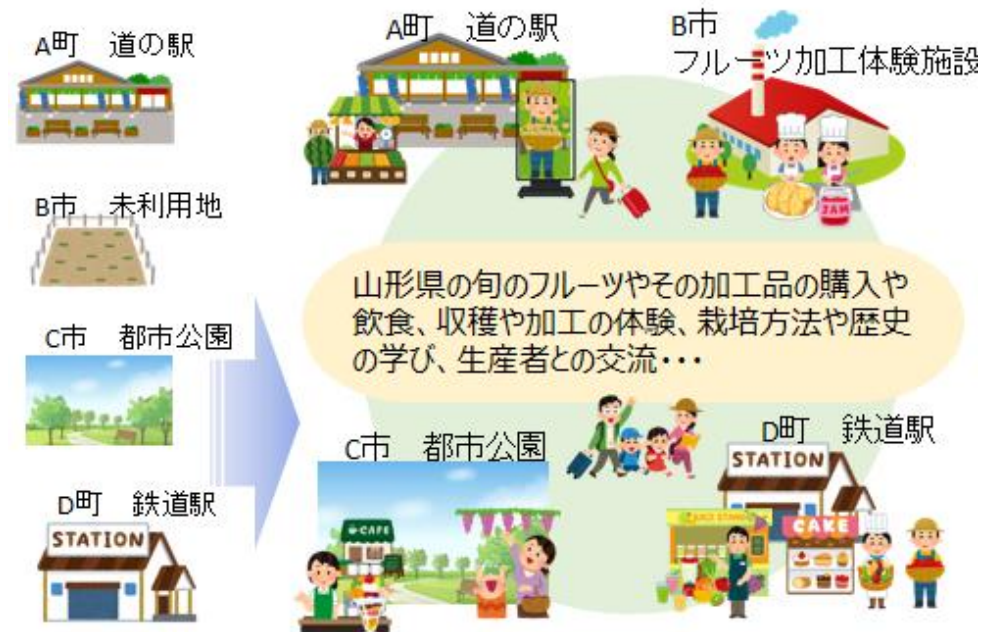 A町　道の駅
B市　未利用地
C市　都市公園
D町　鉄道駅
STATION
A町　道の駅
B市
フルーツ加工体験施設
JAM
山形県の旬のフルーツやその加工品の購入や
飲食、収穫や加工の体験、栽培方法や歴史
の学び、生産者との交流・・・
C市　都市公園
CAFE
D町　鉄道駅
STATION
JUICE STAND
CAKE